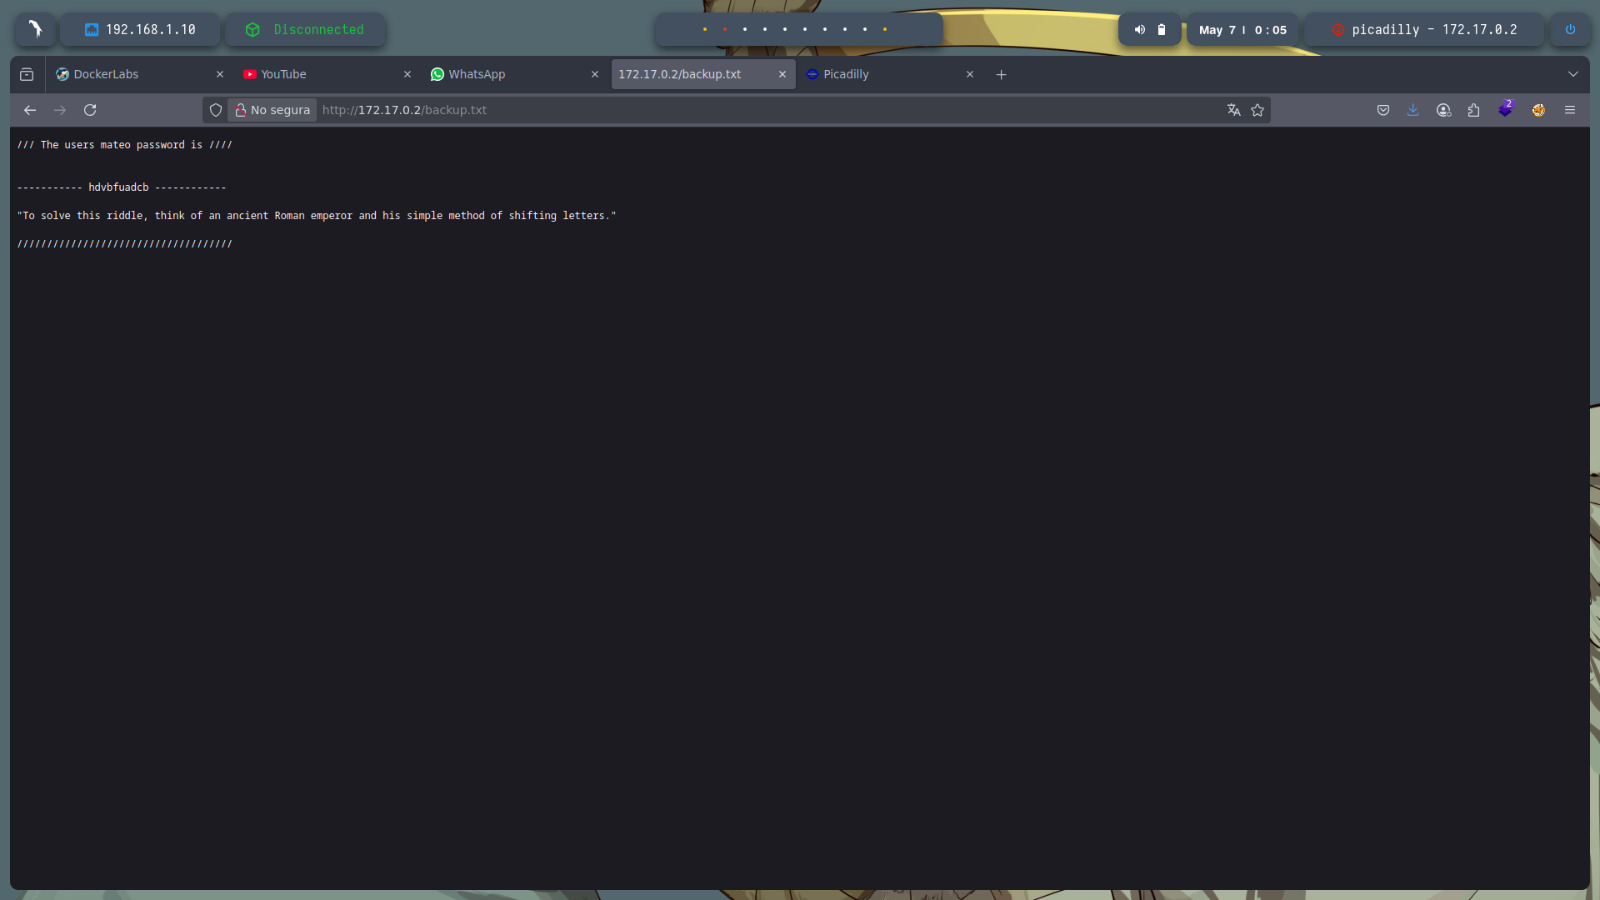 192.168.1.10
Disconnected
May 7 | 0:05
picadilly - 172.17.0.2
DockerLabs
YouTube
WhatsApp
172.17.0.2/backup.txt
Picadilly
No segura
http://172.17.0.2/backup.txt
2
/// The users mateo password is ////
----------- hdvbfuadcb ------------
"To solve this riddle, think of an ancient Roman emperor and his simple method of shifting letters."
////////////////////////////////////